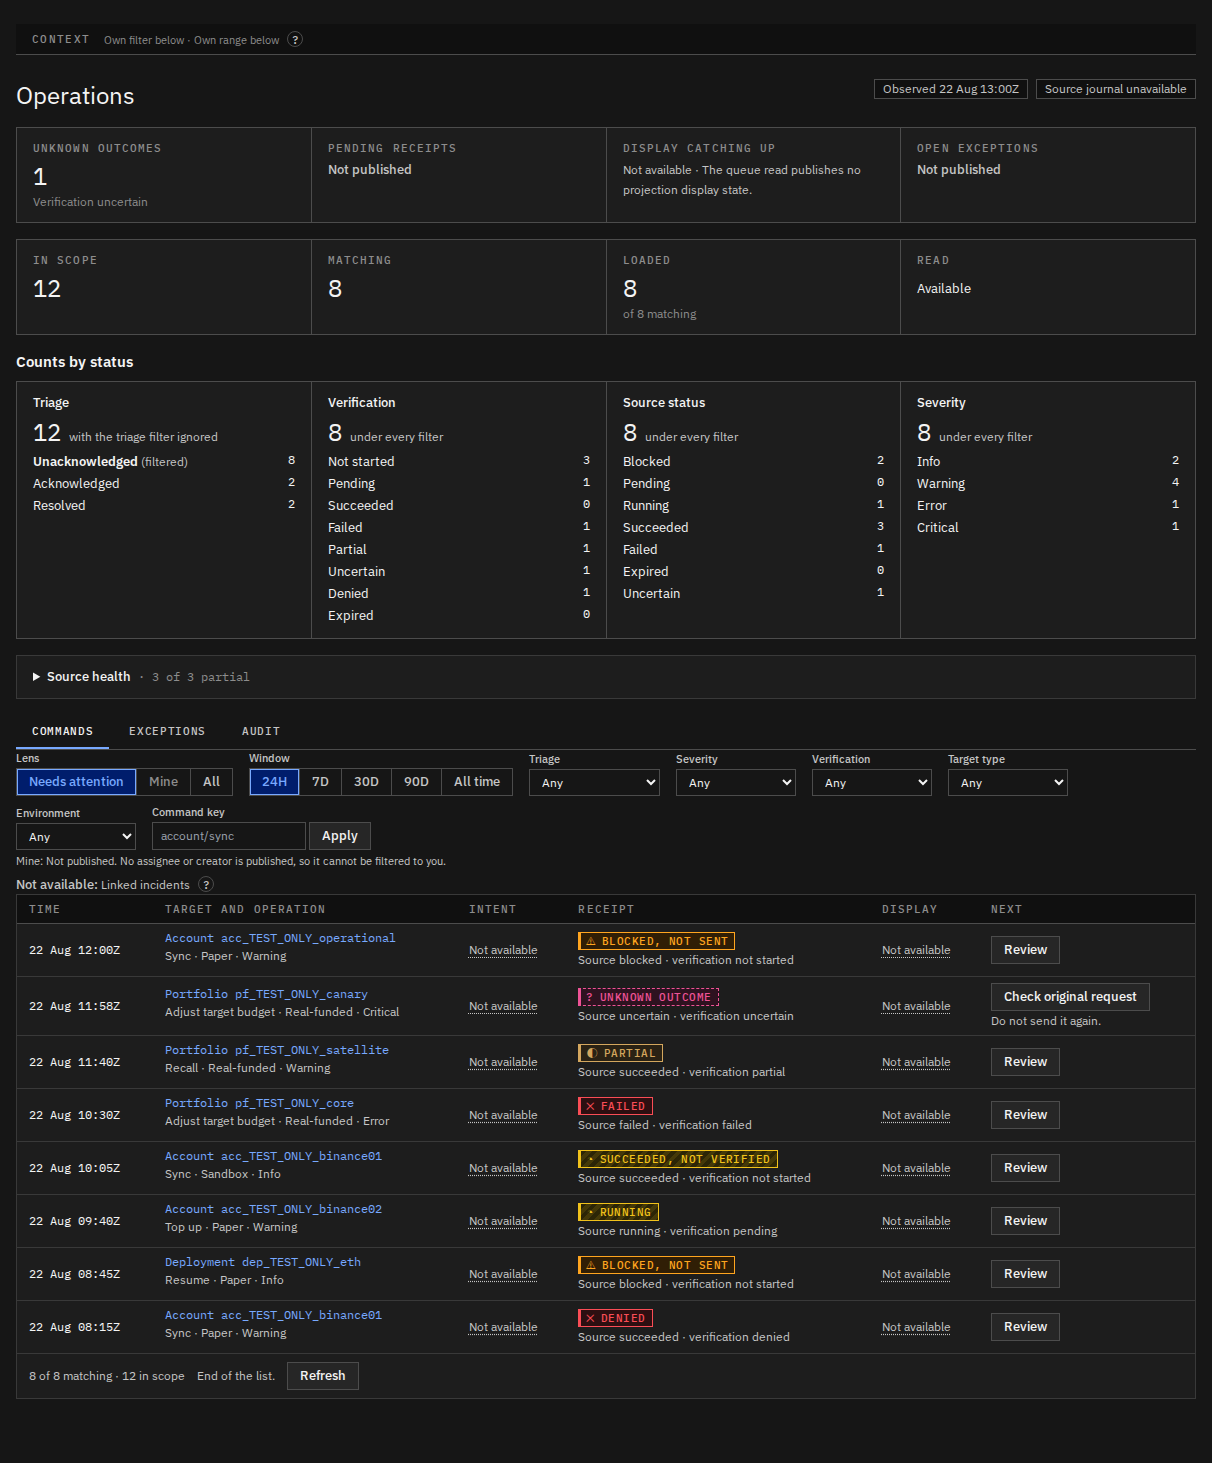 CONTEXT Own filter below · Own range below ?
Operations
Observed 22 Aug 13:00Z
Source journal unavailable
UNKNOWN OUTCOMES
1
Verification uncertain
PENDING RECEIPTS
Not published
DISPLAY CATCHING UP
Not available · The queue read publishes no
projection display state.
OPEN EXCEPTIONS
Not published
IN SCOPE
12
MATCHING
8
LOADED
8
of 8 matching
READ
Available
Counts by status
Triage
12 with the triage filter ignored
Unacknowledged (filtered) 8
Acknowledged 2
Resolved 2
Verification
8 under every filter
Not started 3
Pending 1
Succeeded 0
Failed 1
Partial 1
Uncertain 1
Denied 1
Expired 0
Source status
8 under every filter
Blocked 2
Pending 0
Running 1
Succeeded 3
Failed 1
Expired 0
Uncertain 1
Severity
8 under every filter
Info 2
Warning 4
Error 1
Critical 1
Source health · 3 of 3 partial
COMMANDS EXCEPTIONS AUDIT
Lens
Needs attention Mine All
Window
24H 7D 30D 90D All time
Triage
Any
Severity
Any
Verification
Any
Target type
Any
Environment
Any
Command key
account/sync Apply
Mine: Not published. No assignee or creator is published, so it cannot be filtered to you.
Not available: Linked incidents ?
TIME TARGET AND OPERATION INTENT RECEIPT DISPLAY NEXT
22 Aug 12:00Z
Account acc_TEST_ONLY_operational
Sync · Paper · Warning
Not available
⚠ BLOCKED, NOT SENT
Source blocked · verification not started
Not available
Review
22 Aug 11:58Z
Portfolio pf_TEST_ONLY_canary
Adjust target budget · Real-funded · Critical
Not available
? UNKNOWN OUTCOME
Source uncertain · verification uncertain
Not available
Check original request
Do not send it again.
22 Aug 11:40Z
Portfolio pf_TEST_ONLY_satellite
Recall · Real-funded · Warning
Not available
◐ PARTIAL
Source succeeded · verification partial
Not available
Review
22 Aug 10:30Z
Portfolio pf_TEST_ONLY_core
Adjust target budget · Real-funded · Error
Not available
✕ FAILED
Source failed · verification failed
Not available
Review
22 Aug 10:05Z
Account acc_TEST_ONLY_binance01
Sync · Sandbox · Info
Not available
· SUCCEEDED, NOT VERIFIED
Source succeeded · verification not started
Not available
Review
22 Aug 09:40Z
Account acc_TEST_ONLY_binance02
Top up · Paper · Warning
Not available
· RUNNING
Source running · verification pending
Not available
Review
22 Aug 08:45Z
Deployment dep_TEST_ONLY_eth
Resume · Paper · Info
Not available
⚠ BLOCKED, NOT SENT
Source blocked · verification not started
Not available
Review
22 Aug 08:15Z
Account acc_TEST_ONLY_binance01
Sync · Paper · Warning
Not available
✕ DENIED
Source succeeded · verification denied
Not available
Review
8 of 8 matching · 12 in scope End of the list. Refresh